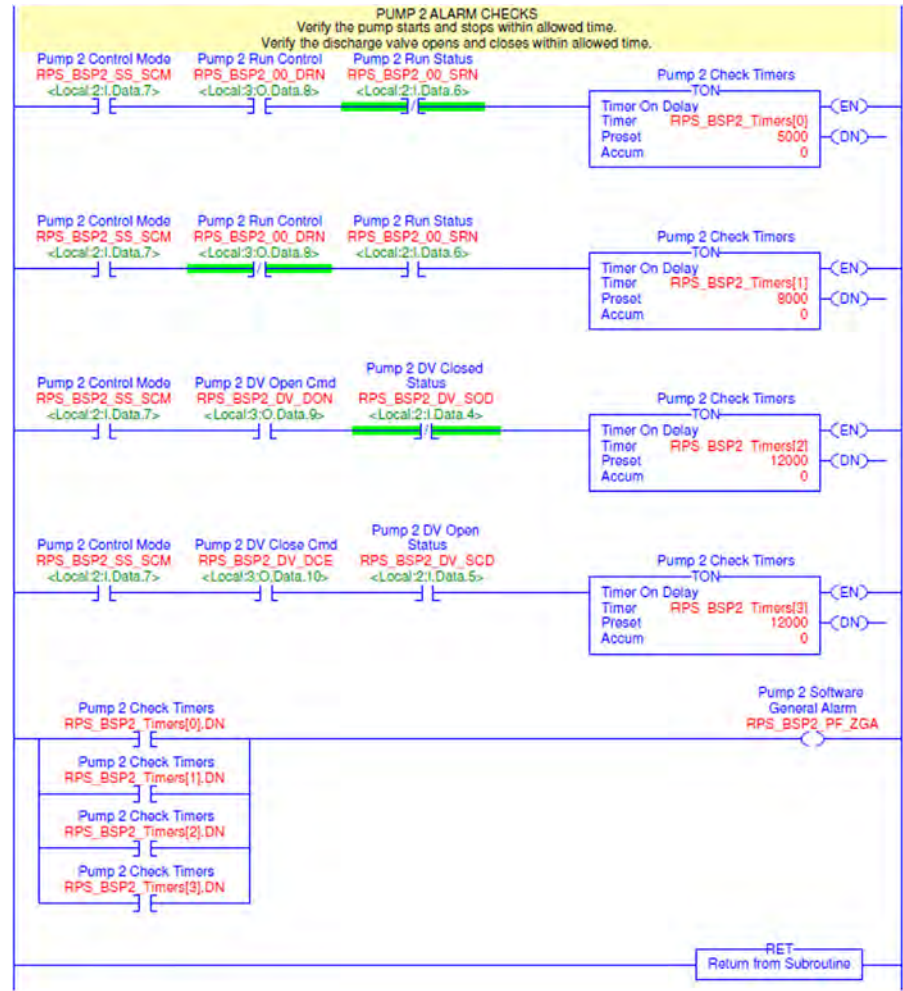 PUMP 2 ALARM CHECKS
Verify the pump starts and stops within allowed time.
Verify the discharge valve opens and closes within allowed time.
Pump 2 Control Mode Pump 2 Run Control Pump 2 Run Status
RPS_BSP2_SS_SCM RPS_BSP2_00_DRN RPS_BSP2_00_SRN
<Local:2:I.Data.7> <Local:3:O.Data.8> <Local:2:I.Data.6>
Pump 2 Check Timers
TON
Timer On Delay EN
Timer RPS_BSP2_Timers[0]
Preset 5000 DN
Accum 0
Pump 2 Control Mode Pump 2 Run Control Pump 2 Run Status
RPS_BSP2_SS_SCM RPS_BSP2_00_DRN RPS_BSP2_00_SRN
<Local:2:I.Data.7> <Local:3:O.Data.8> <Local:2:I.Data.6>
Pump 2 Check Timers
TON
Timer On Delay EN
Timer RPS_BSP2_Timers[1]
Preset 8000 DN
Accum 0
Pump 2 DV Closed
Pump 2 Control Mode Pump 2 DV Open Cmd Status
RPS_BSP2_SS_SCM RPS_BSP2_DV_DON RPS_BSP2_DV_SOD
<Local:2:I.Data.7> <Local:3:O.Data.9> <Local:2:I.Data.4>
Pump 2 Check Timers
TON
Timer On Delay EN
Timer RPS_BSP2_Timers[2]
Preset 12000 DN
Accum 0
Pump 2 DV Open
Pump 2 Control Mode Pump 2 DV Close Cmd Status
RPS_BSP2_SS_SCM RPS_BSP2_DV_DCE RPS_BSP2_DV_SCD
<Local:2:I.Data.7> <Local:3:O.Data.10> <Local:2:I.Data.5>
Pump 2 Check Timers
TON
Timer On Delay EN
Timer RPS_BSP2_Timers[3]
Preset 12000 DN
Accum 0
Pump 2 Software
General Alarm
RPS_BSP2_PF_ZGA
Pump 2 Check Timers
RPS_BSP2_Timers[0].DN
Pump 2 Check Timers
RPS_BSP2_Timers[1].DN
Pump 2 Check Timers
RPS_BSP2_Timers[2].DN
Pump 2 Check Timers
RPS_BSP2_Timers[3].DN
RET
Return from Subroutine